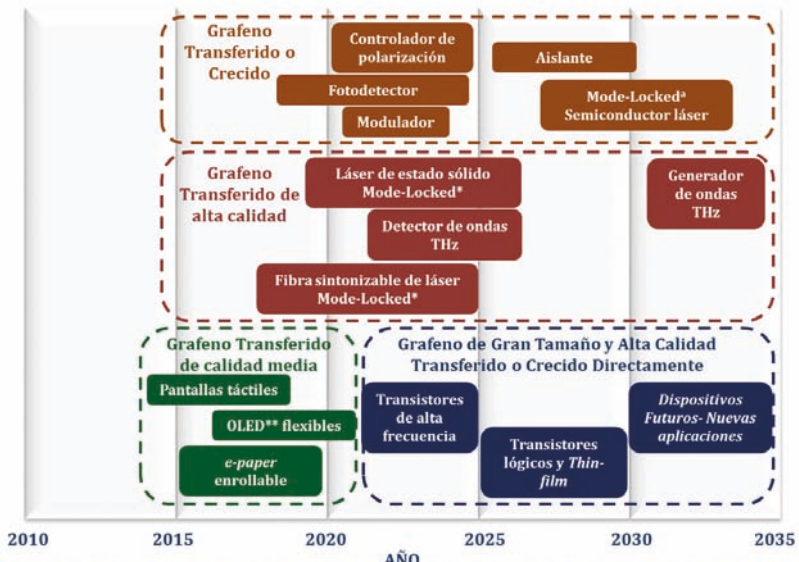 Grafeno
Transferido o
Crecido
Controlador de
polarización
Fotodetector
Modulador
Aislante
Mode-Lockedª
Semiconductor láser
Grafeno
Transferido de
alta calidad
Láser de estado sólido
Mode-Locked*
Detector de ondas
THz
Fibra sintonizable de láser
Mode-Locked*
Generador
de ondas
THz
Grafeno Transferido
de calidad media
Pantallas táctiles
OLED** flexibles
e-paper
enrollable
Grafeno de Gran Tamaño y Alta Calidad
Transferido o Crecido Directamente
Transistores
de alta
frecuencia
Transistores
lógicos y Thin-
film
Dispositivos
Futuros- Nuevas
aplicaciones
2010 2015 2020 2025 2030 2035
AÑO